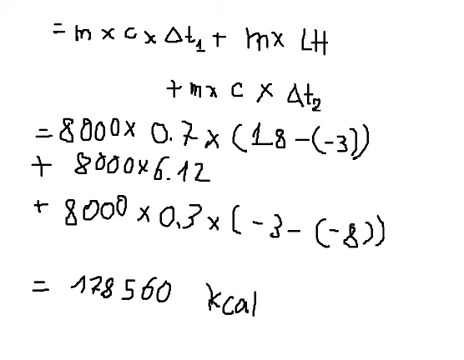 = m x c x Δt₁ + m x LH
+ m x c x Δt₂
= 8000 x 0.7 x (18 - (-3))
+ 8000 x 6.12
+ 8000 x 0.3 x (-3 - (-8))
= 178560 kcal